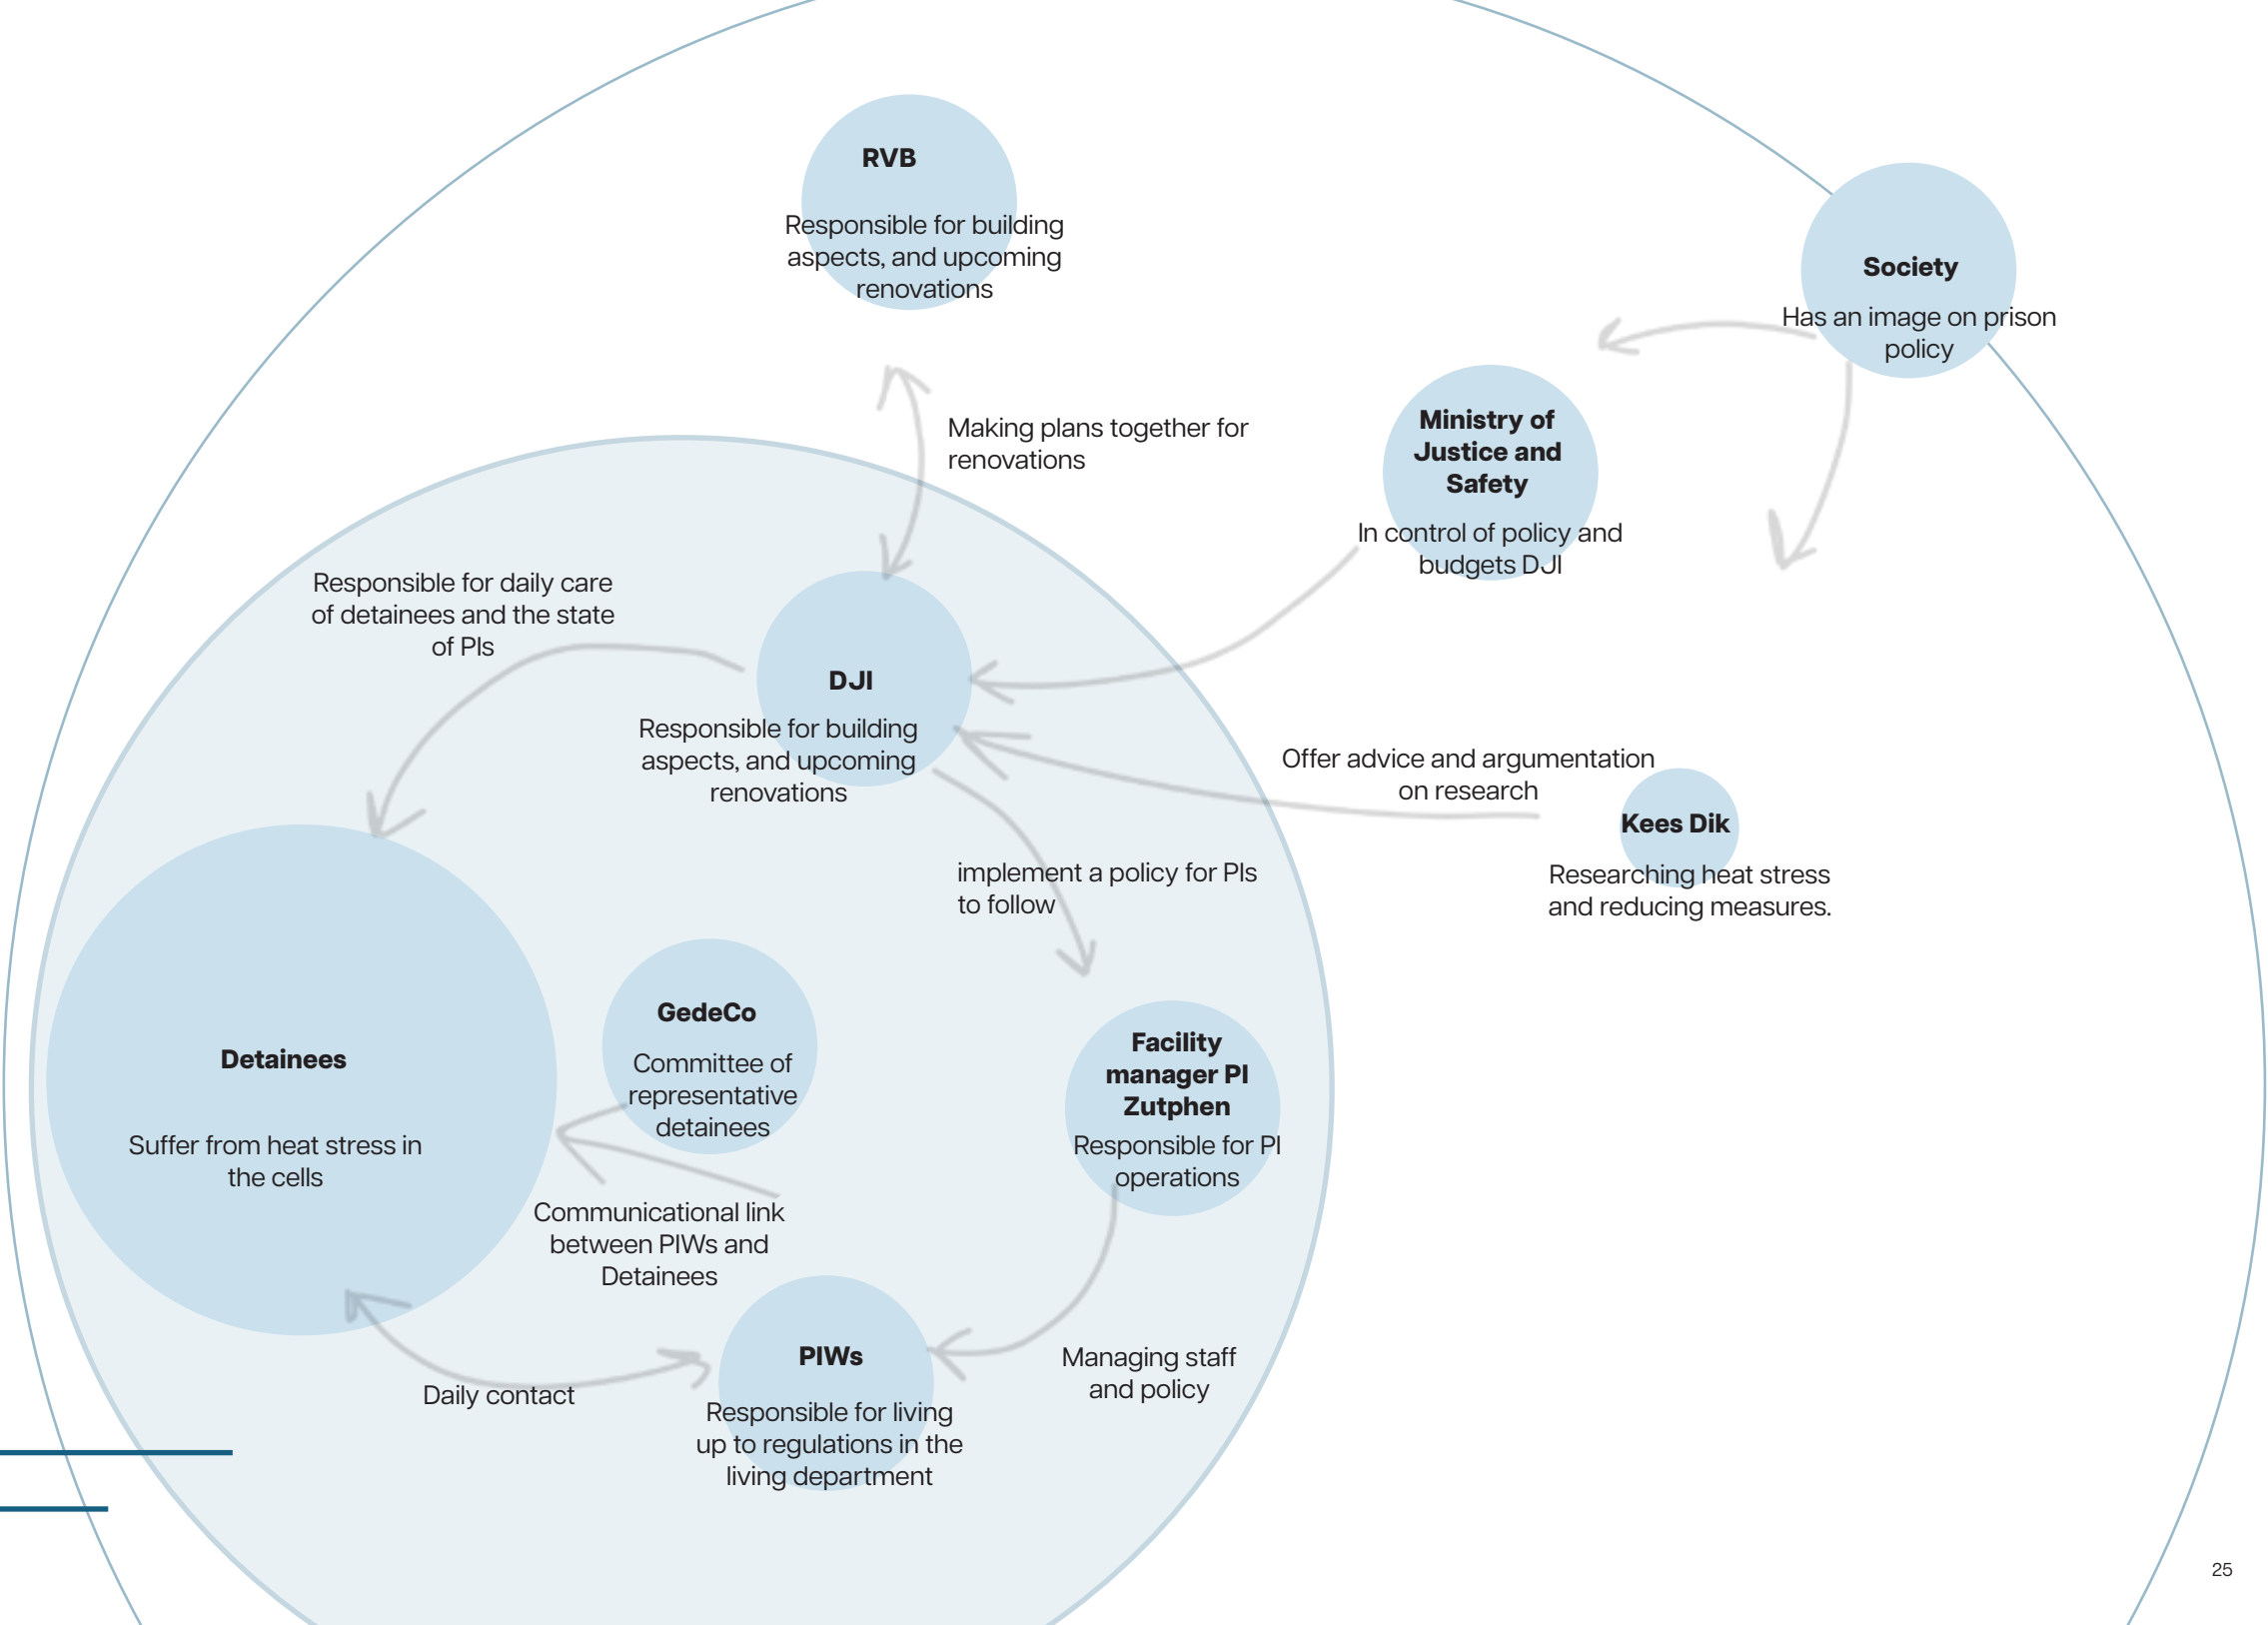 RVB
Responsible for building
aspects, and upcoming
renovations
Society
Has an image on prison
policy
Making plans together for
renovations
Ministry of
Justice and
Safety
In control of policy and
budgets DJI
Responsible for daily care
of detainees and the state
of PIs
DJI
Responsible for building
aspects, and upcoming
renovations
Offer advice and argumentation
on research
Kees Dik
Researching heat stress
and reducing measures.
implement a policy for PIs
to follow
GedeCo
Committee of
representative
detainees
Facility
manager PI
Zutphen
Responsible for PI
operations
Detainees
Suffer from heat stress in
the cells
Communicational link
between PIWs and
Detainees
PIWs
Responsible for living
up to regulations in the
living department
Managing staff
and policy
Daily contact
25